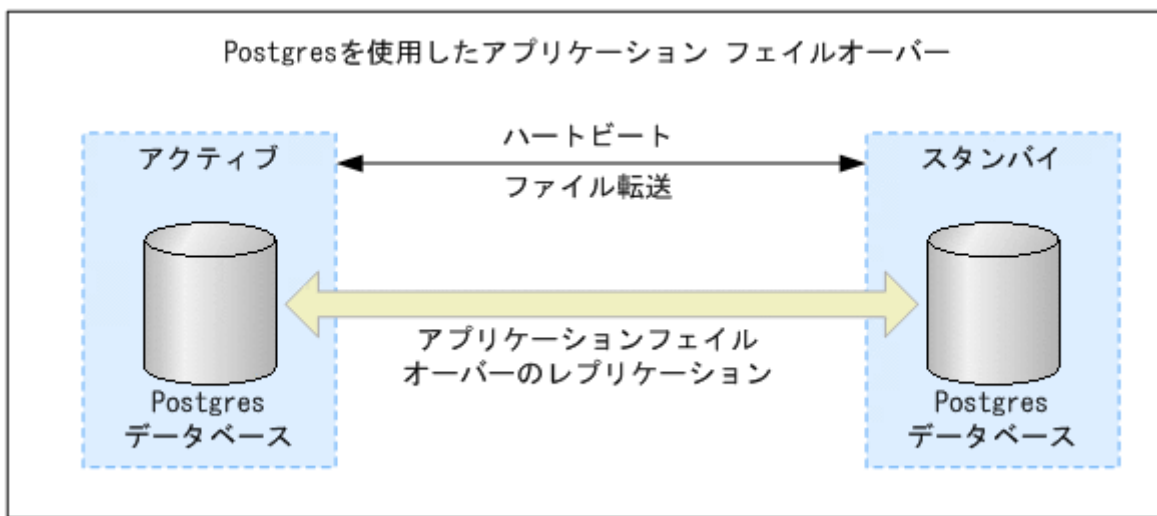 Postgresを使用したアプリケーション フェイルオーバー
アクティブ
ハートビート
ファイル転送
スタンバイ
アプリケーションフェイル
オーバーのレプリケーション
Postgres
データベース
Postgres
データベース